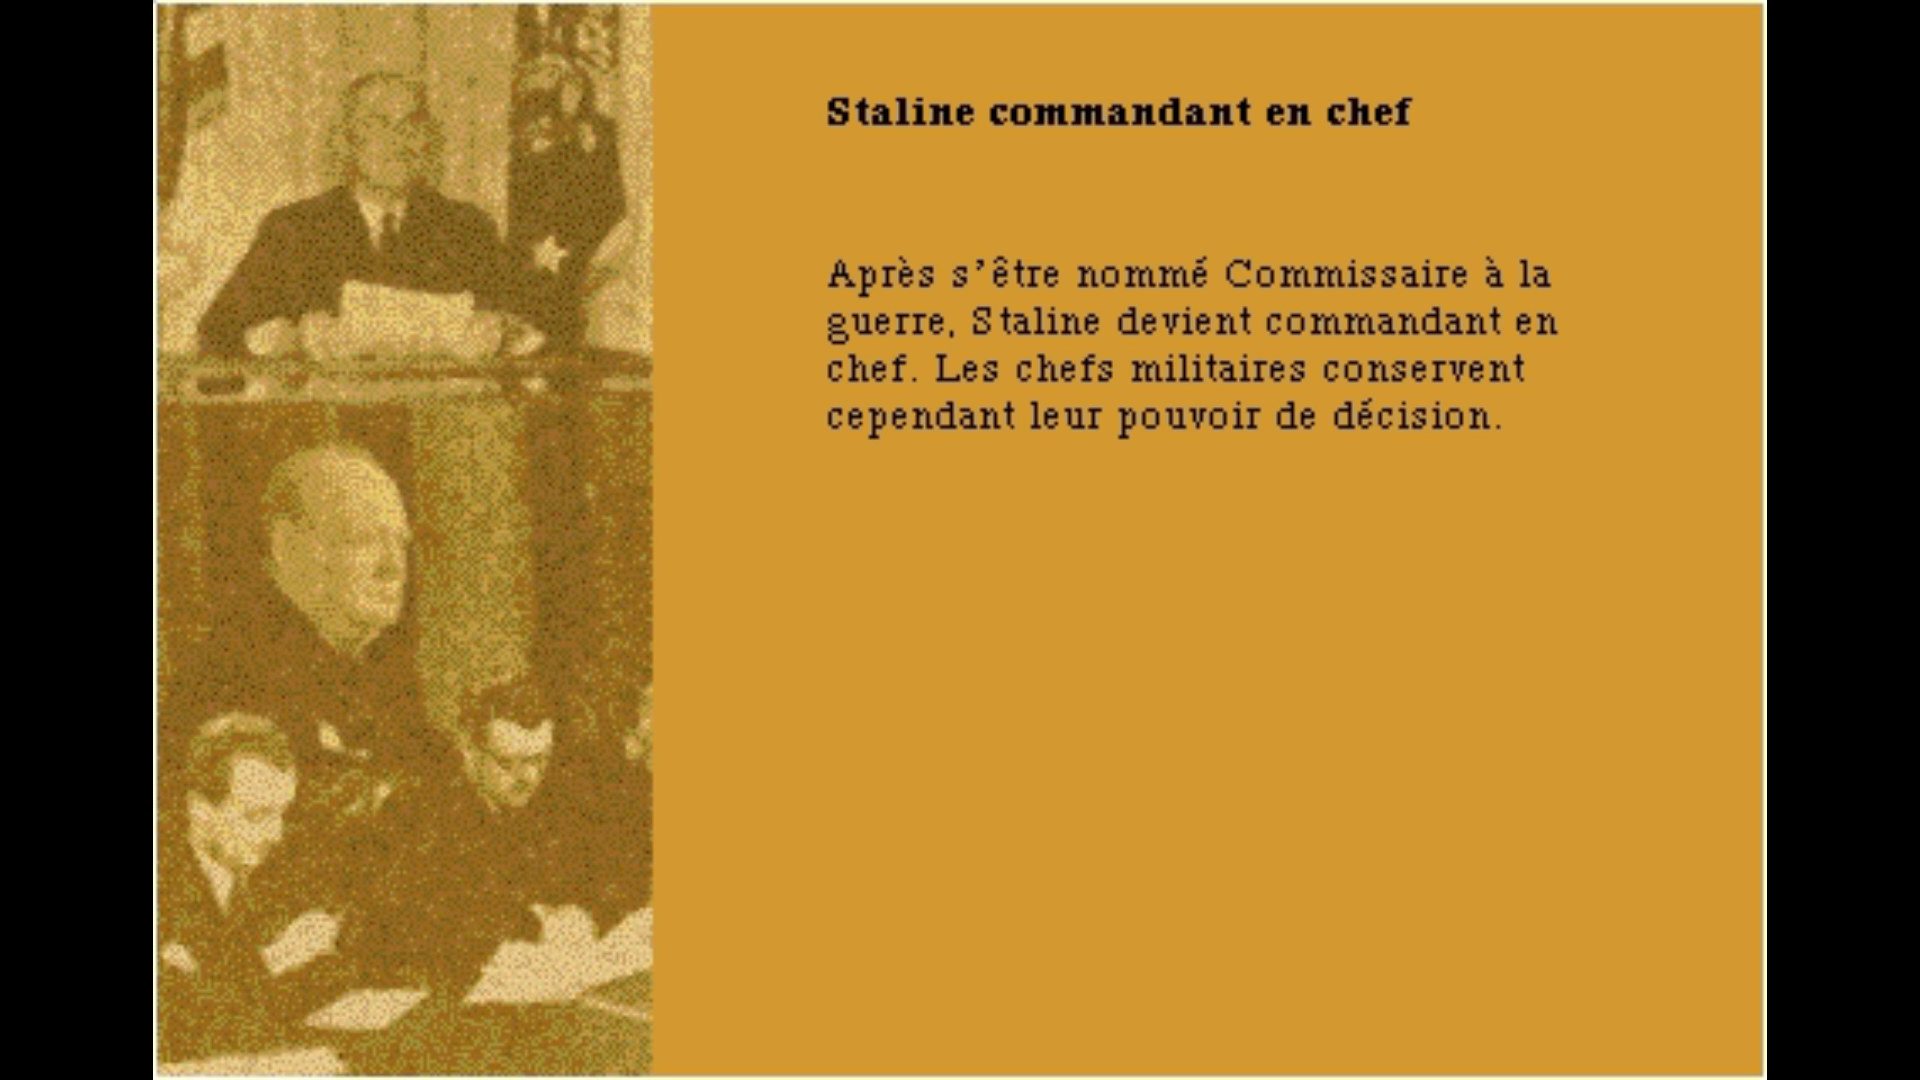 Staline commandant en chef
Après s’être nommé Commissaire à la
guerre, Staline devient commandant en
chef. Les chefs militaires conservent
cependant leur pouvoir de décision.